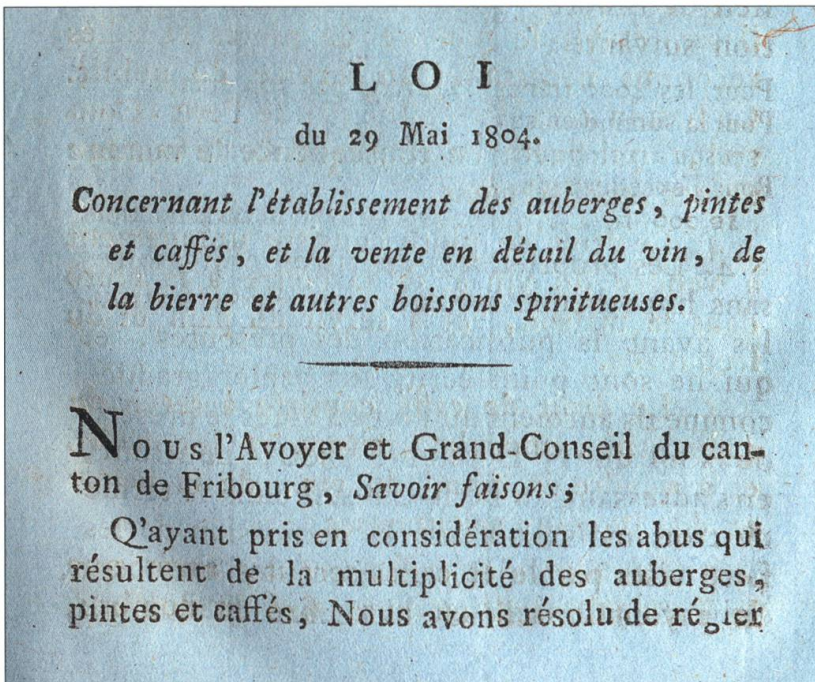 LOI
du 29 Mai 1804.
Concernant l'établissement des auberges, pintes
et caffés, et la vente en détail du vin, de
la bierre et autres boissons spiritueuses.
Nous l'Avoyer et Grand-Conseil du can-
ton de Fribourg, Savoir faisons;
Q'ayant pris en considération les abus qui
résultent de la multiplicité des auberges,
pintes et caffés, Nous avons résolu de régler